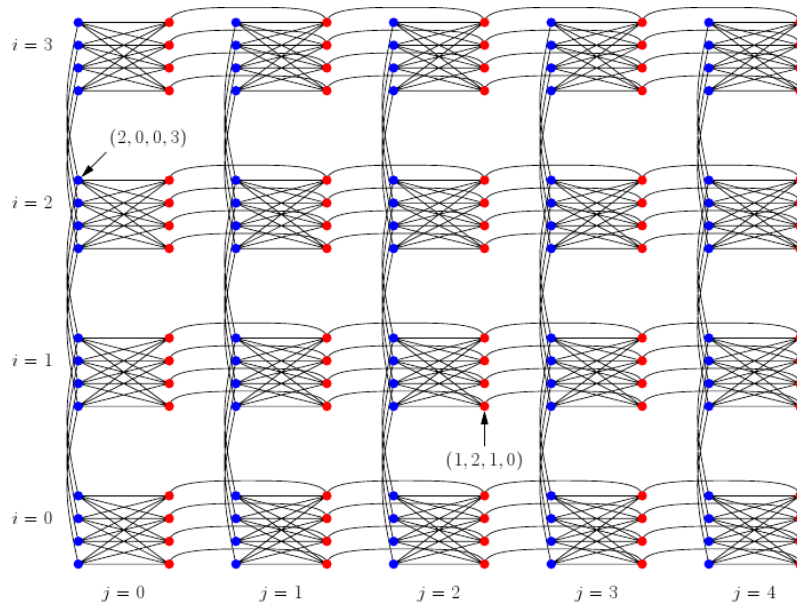 i = 3
(2, 0, 0, 3)
i = 2
i = 1
(1, 2, 1, 0)
i = 0
j = 0
j = 1
j = 2
j = 3
j = 4